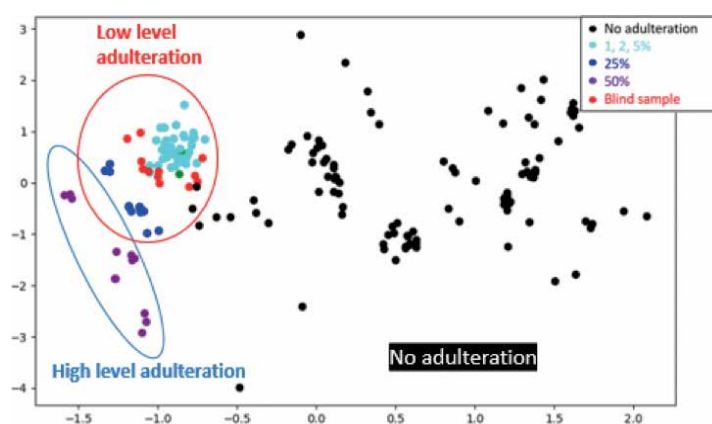 Low level
adulteration
No adulteration
1, 2, 5%
25%
50%
Blind sample
High level adulteration
No adulteration
3
2
1
0
−1
−2
−3
−4
−1.5
−1.0
−0.5
0.0
0.5
1.0
1.5
2.0